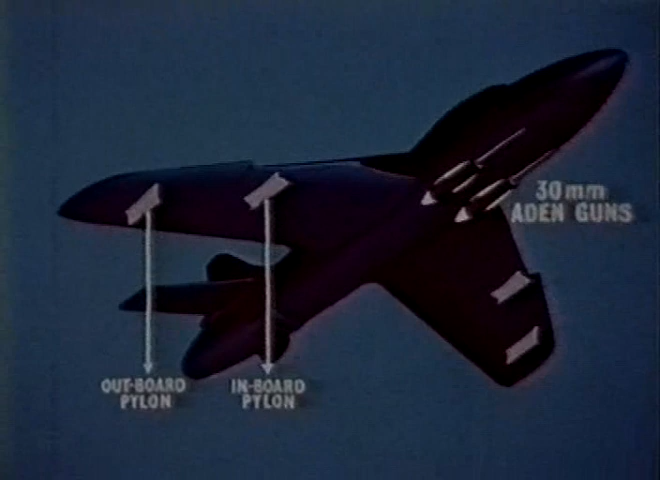 30mm
ADEN GUNS
OUT-BOARD
PYLON
IN-BOARD
PYLON